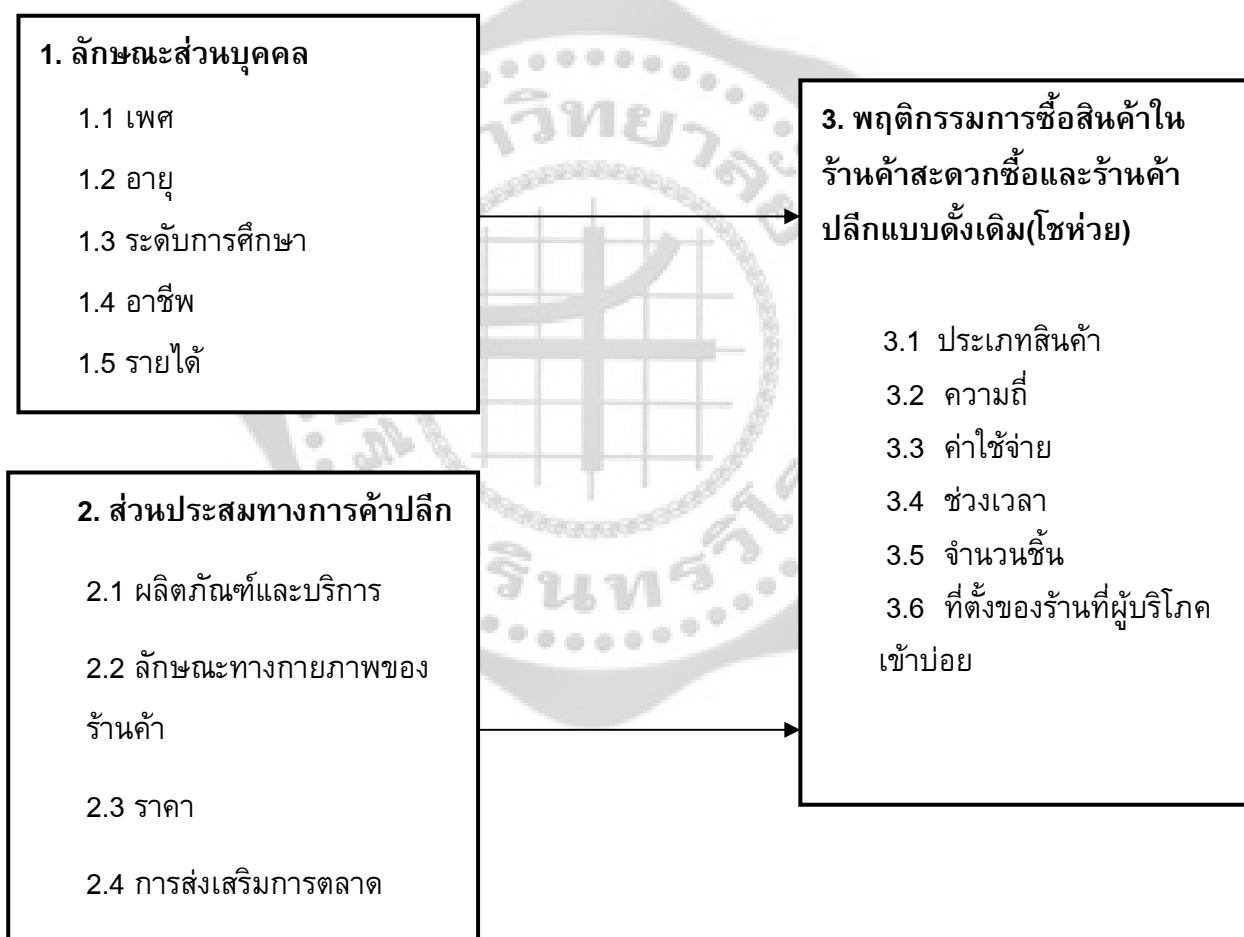 1. ลักษณะส่วนบุคคล
1.1 เพศ
1.2 อายุ
1.3 ระดับการศึกษา
1.4 อาชีพ
1.5 รายได้
2. ส่วนประสมทางการค้าปลีก
2.1 ผลิตภัณฑ์และบริการ
2.2 ลักษณะทางกายภาพของ
ร้านค้า
2.3 ราคา
2.4 การส่งเสริมการตลาด
3. พฤติกรรมการซื้อสินค้าใน
ร้านค้าสะดวกซื้อและร้านค้า
ปลีกแบบดั้งเดิม(โชห่วย)
3.1 ประเภทสินค้า
3.2 ความถี่
3.3 ค่าใช้จ่าย
3.4 ช่วงเวลา
3.5 จำนวนชิ้น
3.6 ที่ตั้งของร้านที่ผู้บริโภค
เข้าบ่อย